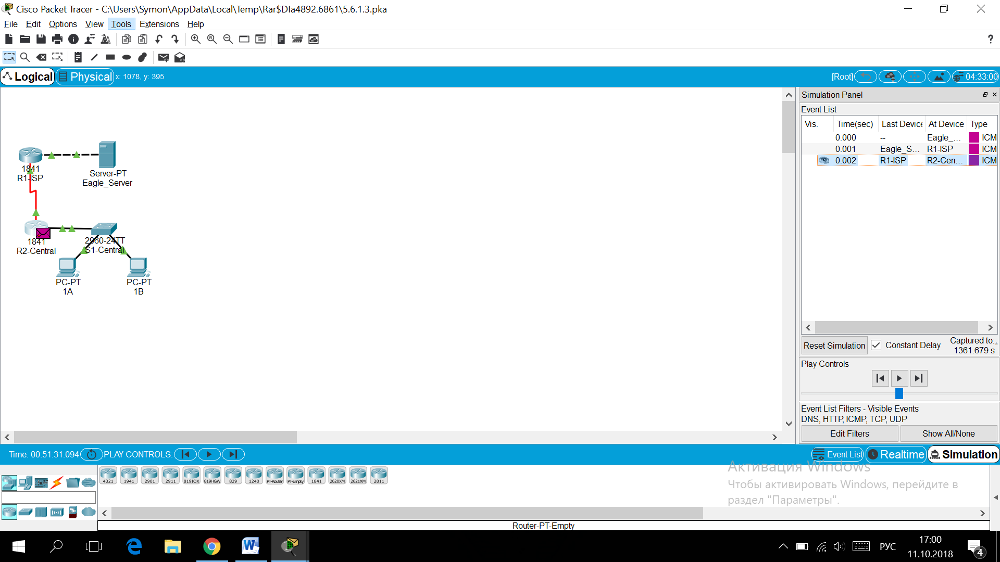 Cisco Packet Tracer - C:\Users\Symon\AppData\Local\Temp\Rar$DIa4892.6861\5.6.1.3.pka
File Edit Options View Tools Extensions Help
?
Logical Physical x: 1078, y: 395 [Root] 04:33:00
Simulation Panel
Event List
Vis. Time(sec) Last Device At Device Type
0.000 -- Eagle_... ICM
0.001 Eagle_S... R1-ISP ICM
0.002 R1-ISP R2-Cen... ICM
1841
R1-ISP
Server-PT
Eagle_Server
1841
R2-Central
2960-24TT
S1-Central
PC-PT
1A
PC-PT
1B
Reset Simulation Constant Delay Captured to:*
1361.679 s
Play Controls
Event List Filters - Visible Events
DNS, HTTP, ICMP, TCP, UDP
Edit Filters Show All/None
Time: 00:51:31.094 PLAY CONTROLS: Event List Realtime Simulation
4321 1941 2901 2911 819IOX 819HGW 829 1240 PT-Router PT-Empty 1841 2620XM 2621XM 2811
Активация Windows
Чтобы активировать Windows, перейдите в
раздел "Параметры".
Router-PT-Empty
РУС
17:00
11.10.2018
4